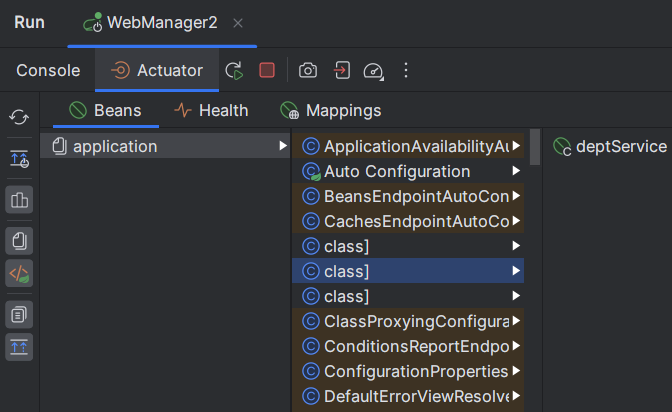 Run WebManager2
Console Actuator
Beans Health Mappings
application
ApplicationAvailabilityAu
Auto Configuration
BeansEndpointAutoCon
CachesEndpointAutoCo
class]
class]
class]
ClassProxyingConfigura
ConditionsReportEndpo
ConfigurationProperties
DefaultErrorViewResolve
deptService